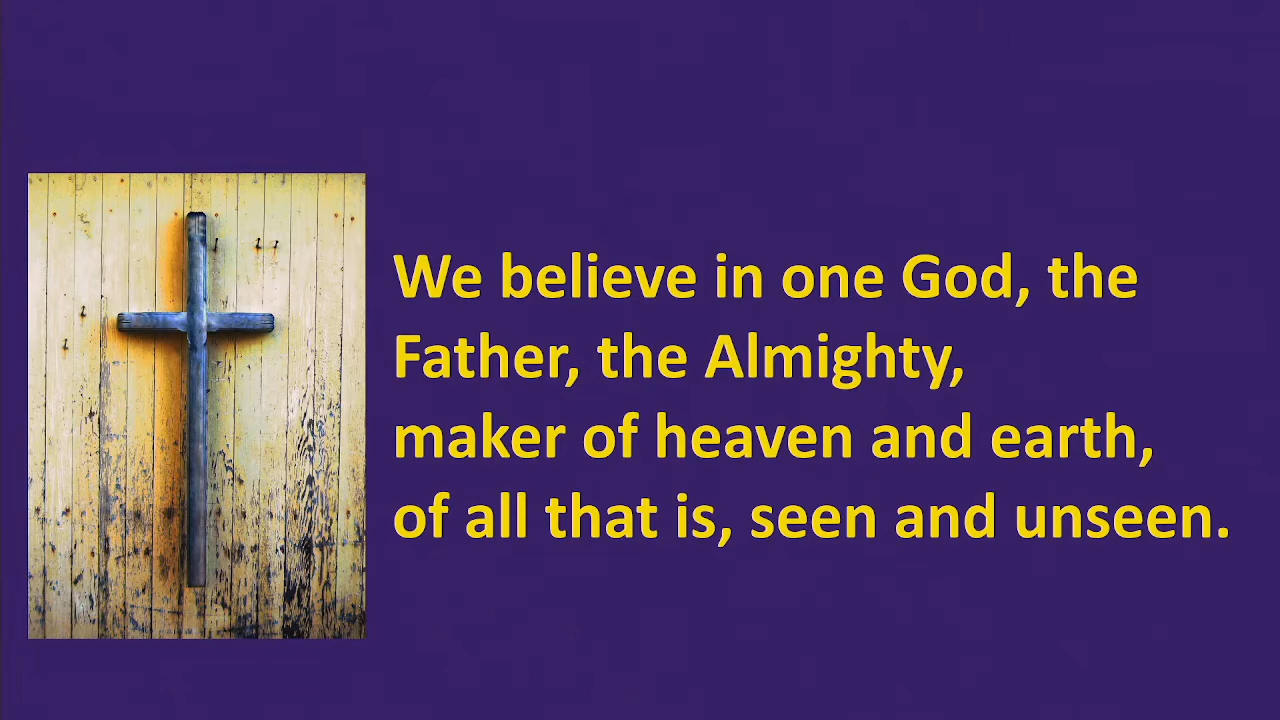 We believe in one God, the
Father, the Almighty,
maker of heaven and earth,
of all that is, seen and unseen.